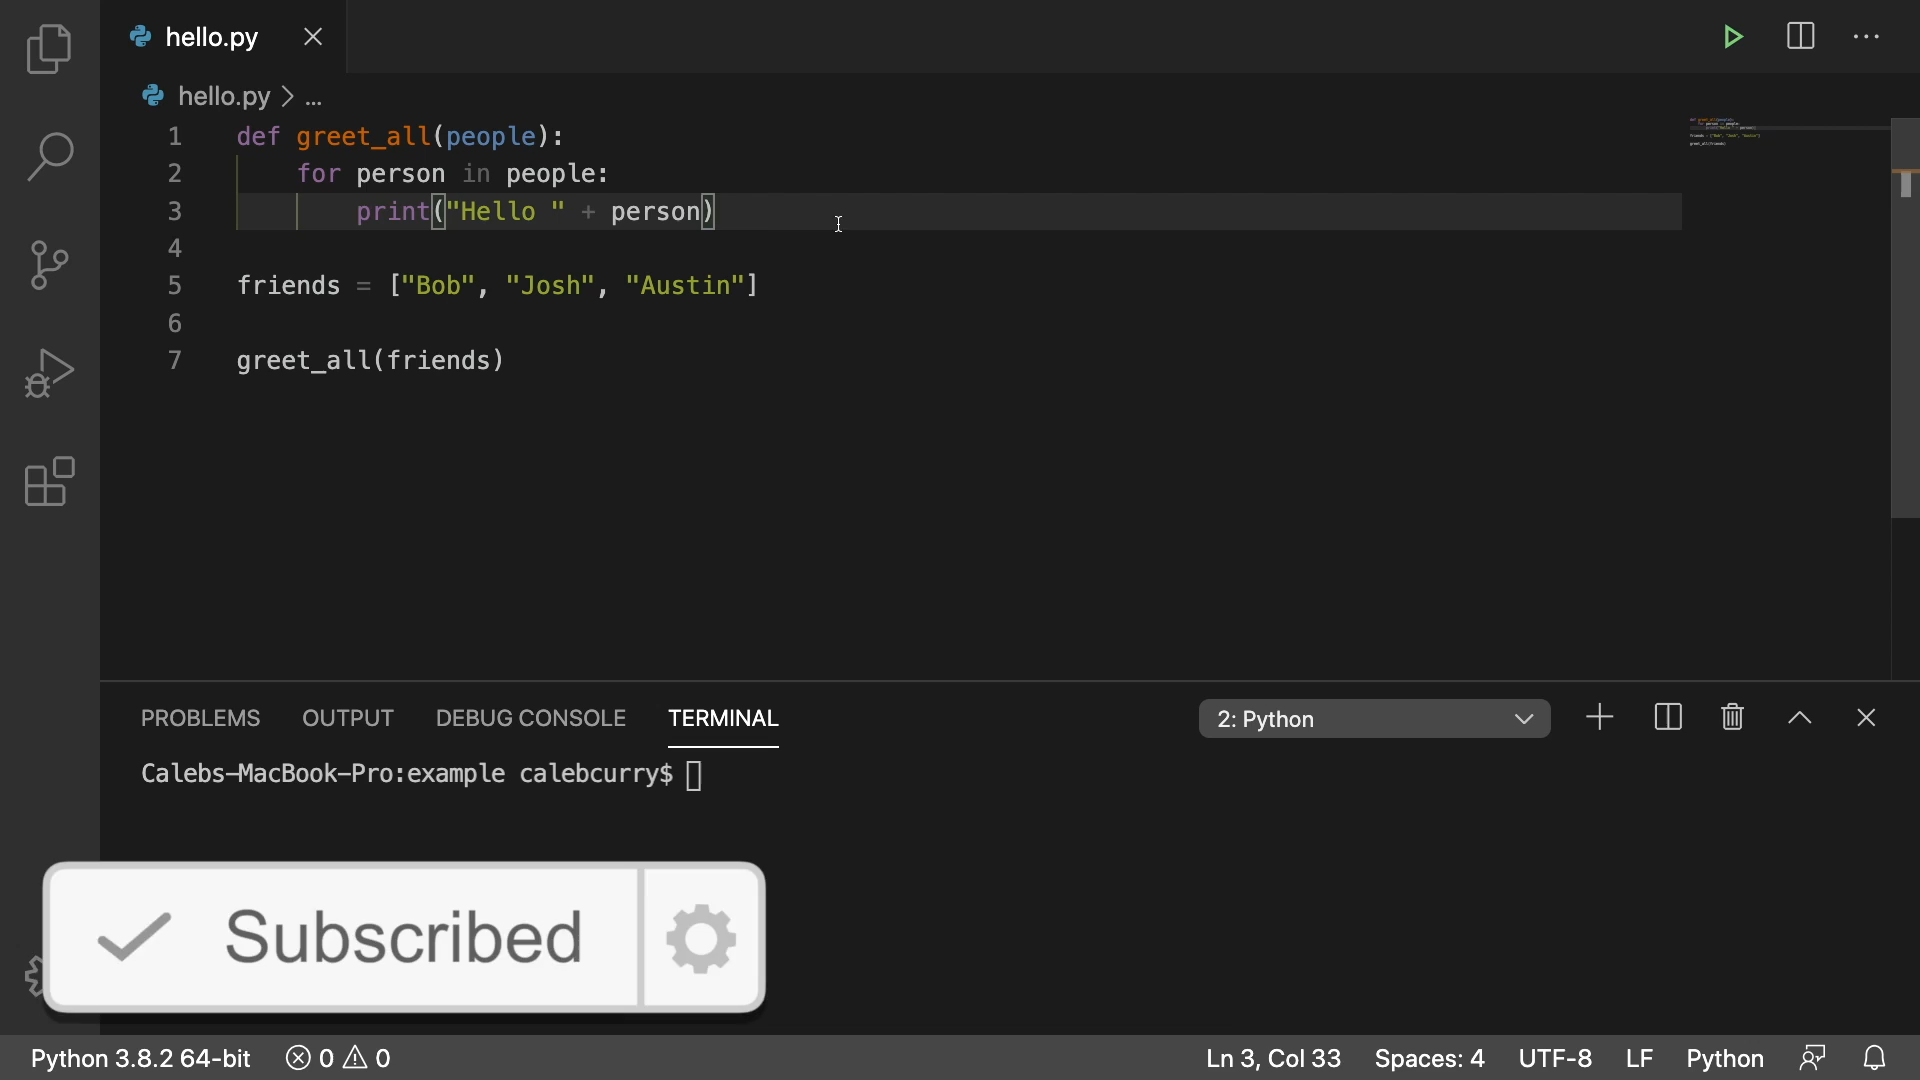 hello.py
hello.py > ...
1 def greet_all(people):
2 for person in people:
3 print("Hello " + person)
4
5 friends = ["Bob", "Josh", "Austin"]
6
7 greet_all(friends)
PROBLEMS OUTPUT DEBUG CONSOLE TERMINAL 2: Python
Calebs-MacBook-Pro:example calebcurry$
Subscribed
Python 3.8.2 64-bit 0 0 Ln 3, Col 33 Spaces: 4 UTF-8 LF Python